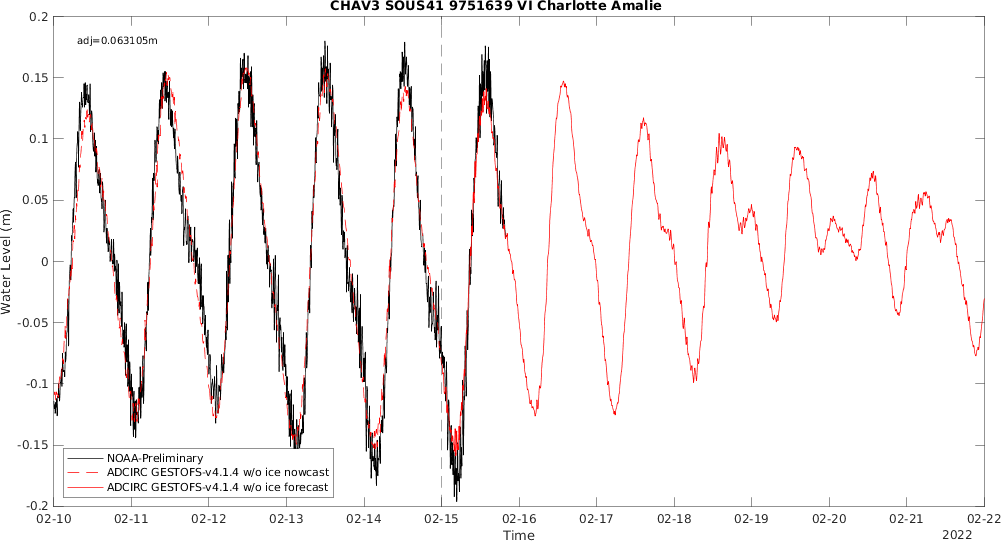 CHAV3 SOUS41 9751639 VI Charlotte Amalie
adj=0.063105m
0.2
0.15
0.1
0.05
0
-0.05
-0.1
-0.15
-0.2
Water Level (m)
NOAA-Preliminary
ADCIRC GESTOFS-v4.1.4 w/o ice nowcast
ADCIRC GESTOFS-v4.1.4 w/o ice forecast
02-10 02-11 02-12 02-13 02-14 02-15 02-16 02-17 02-18 02-19 02-20 02-21 02-22
Time
2022